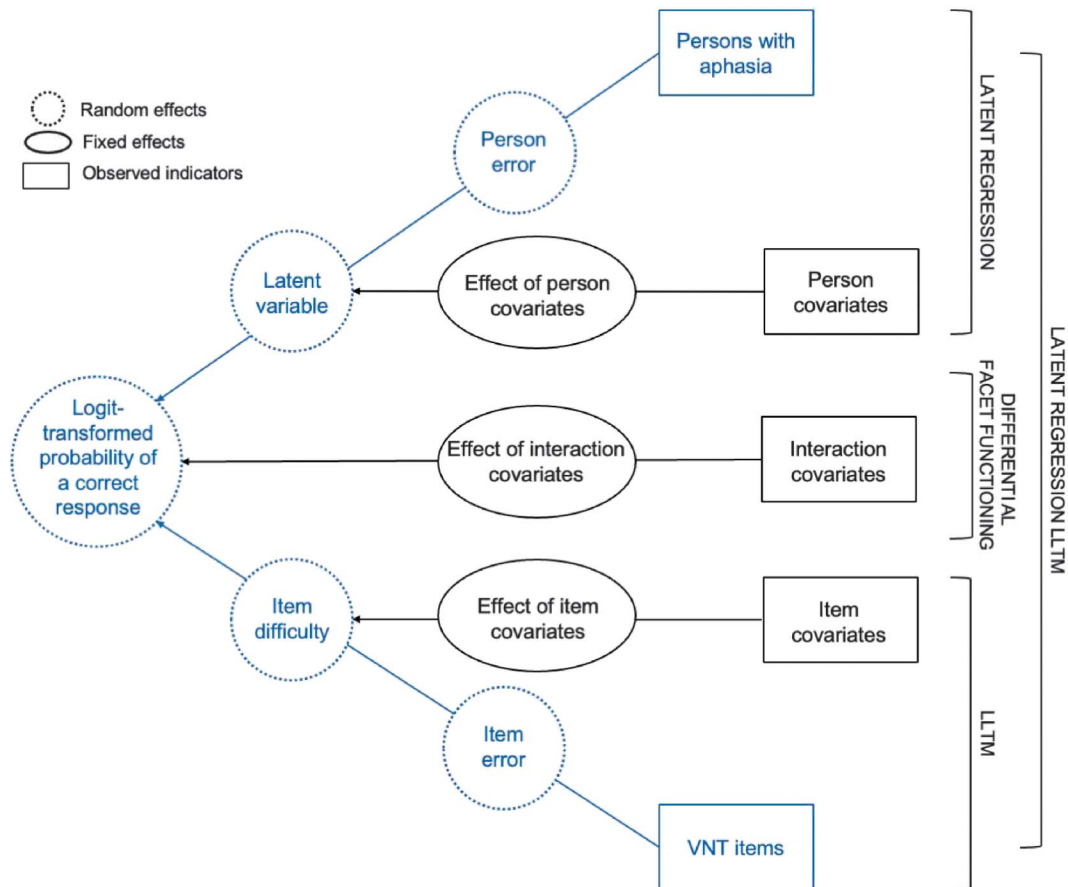 Persons with
aphasia
Random effects
Fixed effects
Observed indicators
Person
error
Latent
variable
Effect of person
covariates
Person
covariates
Logit-
transformed
probability of
a correct
response
Effect of interaction
covariates
Interaction
covariates
Item
difficulty
Effect of item
covariates
Item
covariates
Item
error
VNT items
LATENT REGRESSION
DIFFERENTIAL
FACET FUNCTIONING
LLTM
LATENT REGRESSION LLTM